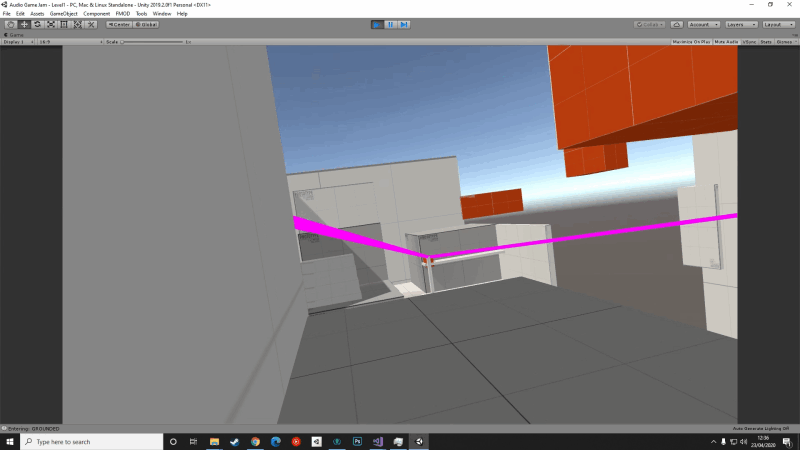 Audio Game Jam - Level1 - PC, Mac & Linux Standalone - Unity 2019.2.0f1 Personal <DX11>
File Edit Assets GameObject Component FMOD Tools Window Help
Center Global Collab Account Layers Layout
Game
Display 1 16:9 Scale 1x Maximize On Play Mute Audio VSync Stats Gizmos
Entering: GROUNDED Auto Generate Lighting Off
Type here to search 12:36
23/04/2020